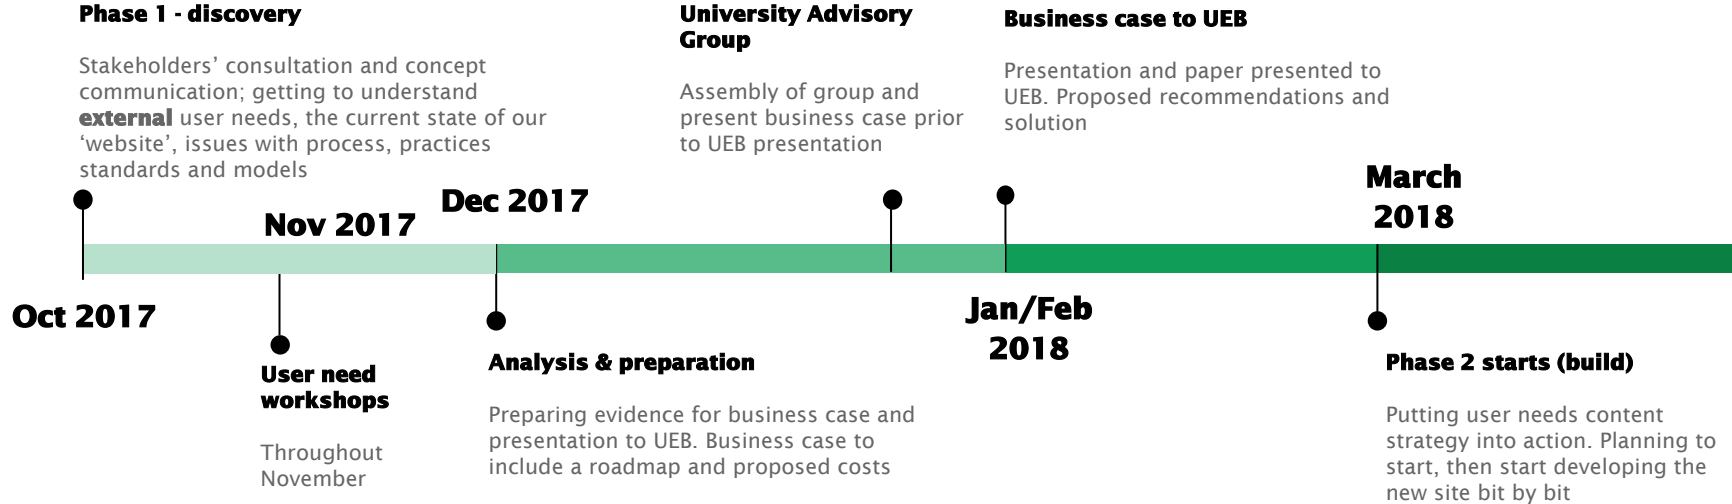 Phase 1 - discovery
Stakeholders’ consultation and concept
communication; getting to understand
external user needs, the current state of our
‘website’, issues with process, practices
standards and models
University Advisory
Group
Assembly of group and
present business case prior
to UEB presentation
Business case to UEB
Presentation and paper presented to
UEB. Proposed recommendations and
solution
Oct 2017
Nov 2017
Dec 2017
Jan/Feb
2018
March
2018
User need
workshops
Throughout
November
Analysis & preparation
Preparing evidence for business case and
presentation to UEB. Business case to
include a roadmap and proposed costs
Phase 2 starts (build)
Putting user needs content
strategy into action. Planning to
start, then start developing the
new site bit by bit